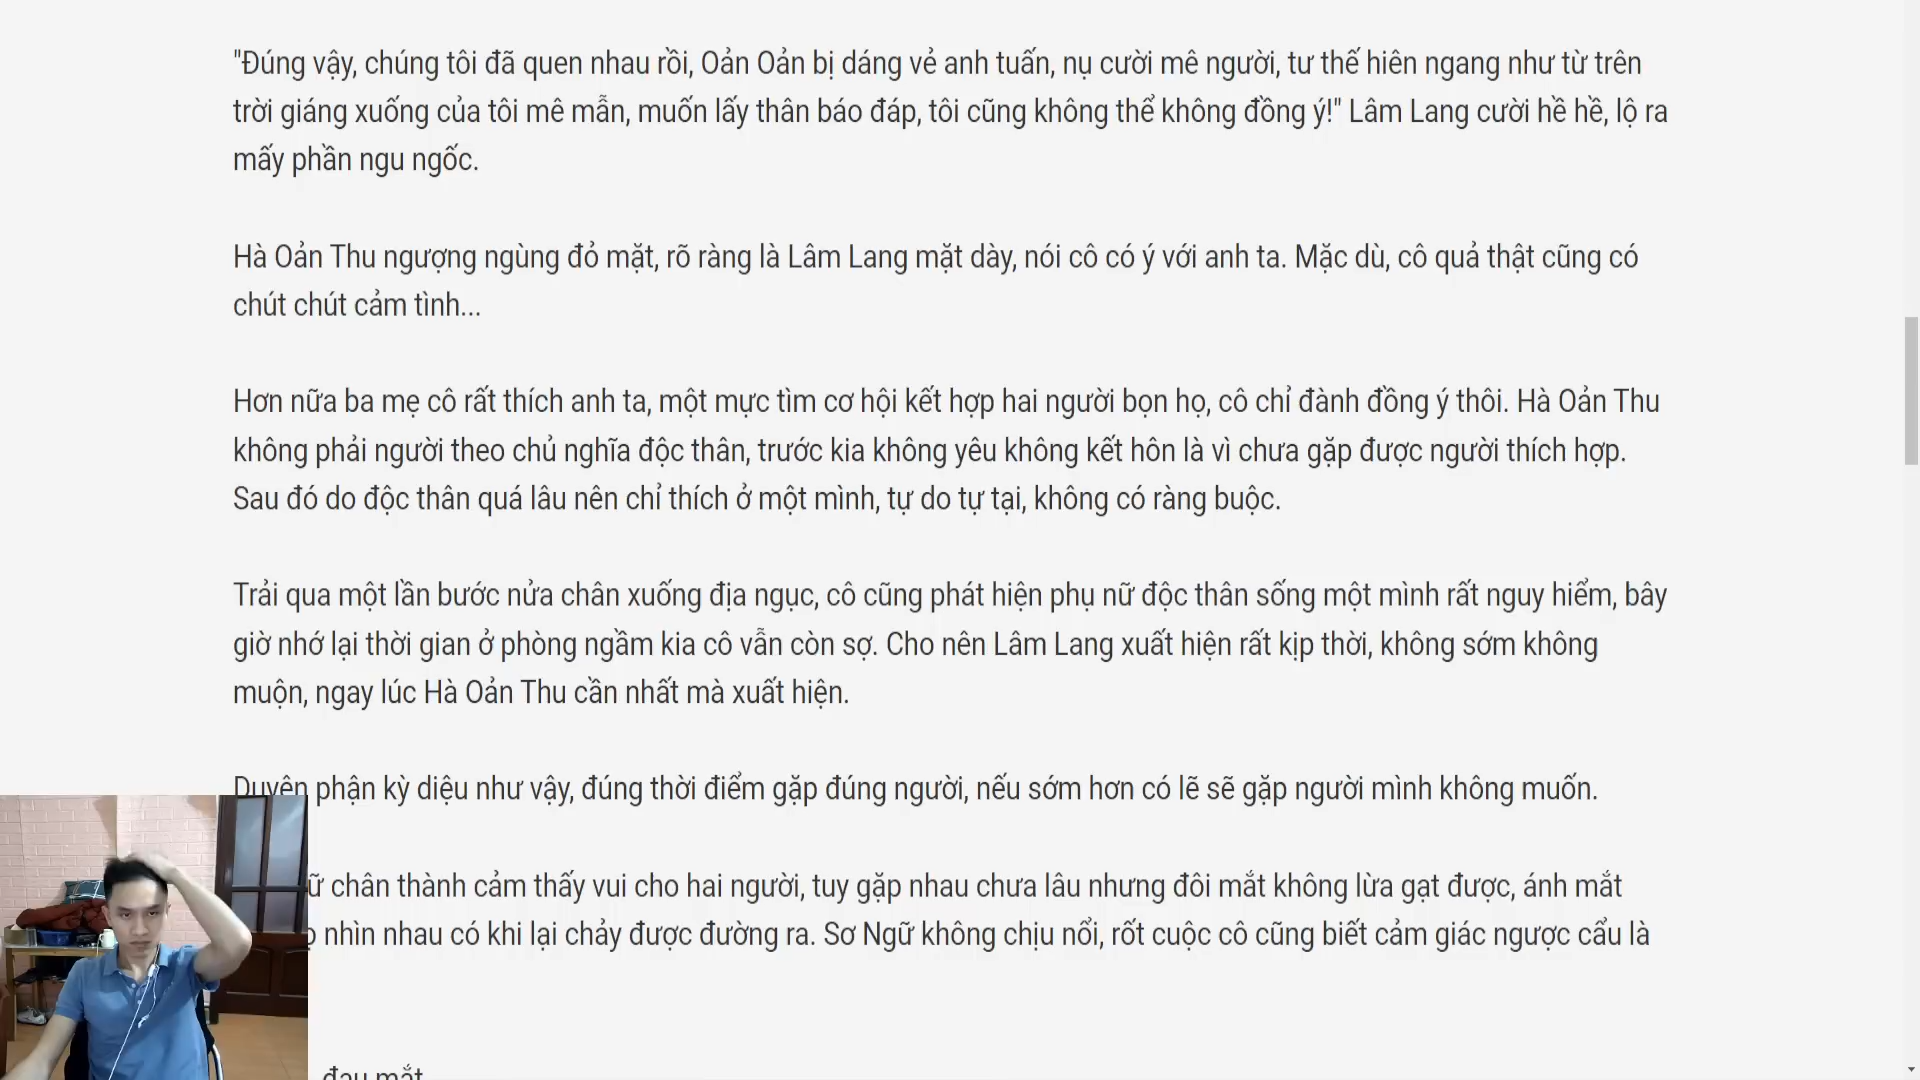 "Đúng vậy, chúng tôi đã quen nhau rồi, Oản Oản bị dáng vẻ anh tuấn, nụ cười mê người, tư thế hiên ngang như từ trên
trời giáng xuống của tôi mê mẫn, muốn lấy thân báo đáp, tôi cũng không thể không đồng ý!" Lâm Lang cười hề hề, lộ ra
mấy phần ngu ngốc.
Hà Oản Thu ngượng ngùng đỏ mặt, rõ ràng là Lâm Lang mặt dày, nói cô có ý với anh ta. Mặc dù, cô quả thật cũng có
chút chút cảm tình...
Hơn nữa ba mẹ cô rất thích anh ta, một mực tìm cơ hội kết hợp hai người bọn họ, cô chỉ đành đồng ý thôi. Hà Oản Thu
không phải người theo chủ nghĩa độc thân, trước kia không yêu không kết hôn là vì chưa gặp được người thích hợp.
Sau đó do độc thân quá lâu nên chỉ thích ở một mình, tự do tự tại, không có ràng buộc.
Trải qua một lần bước nửa chân xuống địa ngục, cô cũng phát hiện phụ nữ độc thân sống một mình rất nguy hiểm, bây
giờ nhớ lại thời gian ở phòng ngầm kia cô vẫn còn sợ. Cho nên Lâm Lang xuất hiện rất kịp thời, không sớm không
muộn, ngay lúc Hà Oản Thu cần nhất mà xuất hiện.
Duyên phận kỳ diệu như vậy, đúng thời điểm gặp đúng người, nếu sớm hơn có lẽ sẽ gặp người mình không muốn.
chân thành cảm thấy vui cho hai người, tuy gặp nhau chưa lâu nhưng đôi mắt không lừa gạt được, ánh mắt
nhìn nhau có khi lại chảy được đường ra. Sơ Ngữ không chịu nổi, rốt cuộc cô cũng biết cảm giác ngược cẩu là
đau mắt